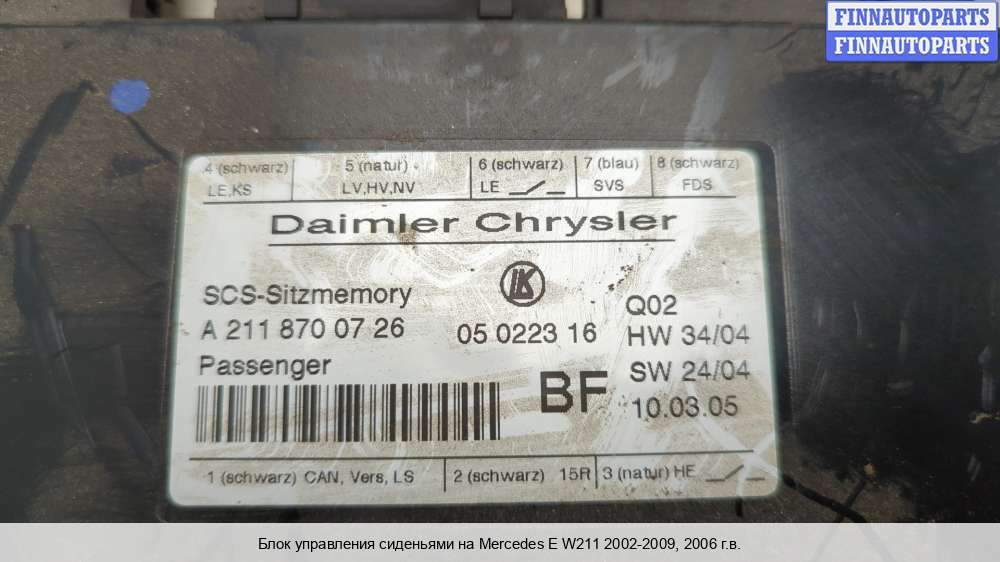 FINNAUTOPARTS
FINNAUTOPARTS
4 (schwarz) 5 (natur) 6 (schwarz) 7 (blau) 8 (schwarz)
LE,KS LV,HV,NV LE SVS FDS
Daimler Chrysler
SCS-Sitzmemory LK Q02
A 211 870 07 26 05 0223 16 HW 34/04
Passenger BF SW 24/04
10.03.05
1 (schwarz) CAN, Vers, LS 2 (schwarz) 15R 3 (natur) HE
Блок управления сиденьями на Mercedes E W211 2002-2009, 2006 г.в.